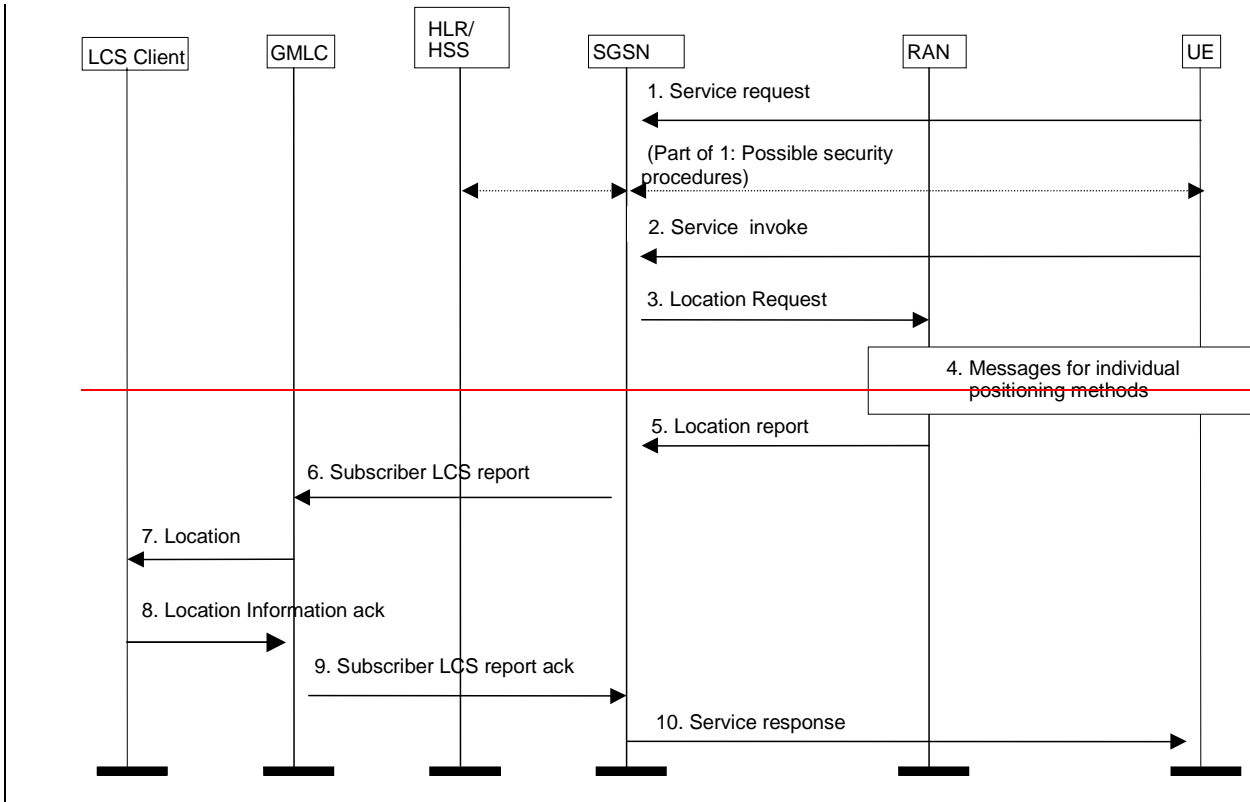 HLR/
HSS
LCS Client
GMLC
SGSN
RAN
UE
1. Service request
(Part of 1: Possible security
procedures)
2. Service invoke
3. Location Request
4. Messages for individual
positioning methods
5. Location report
6. Subscriber LCS report
7. Location
8. Location Information ack
9. Subscriber LCS report ack
10. Service response